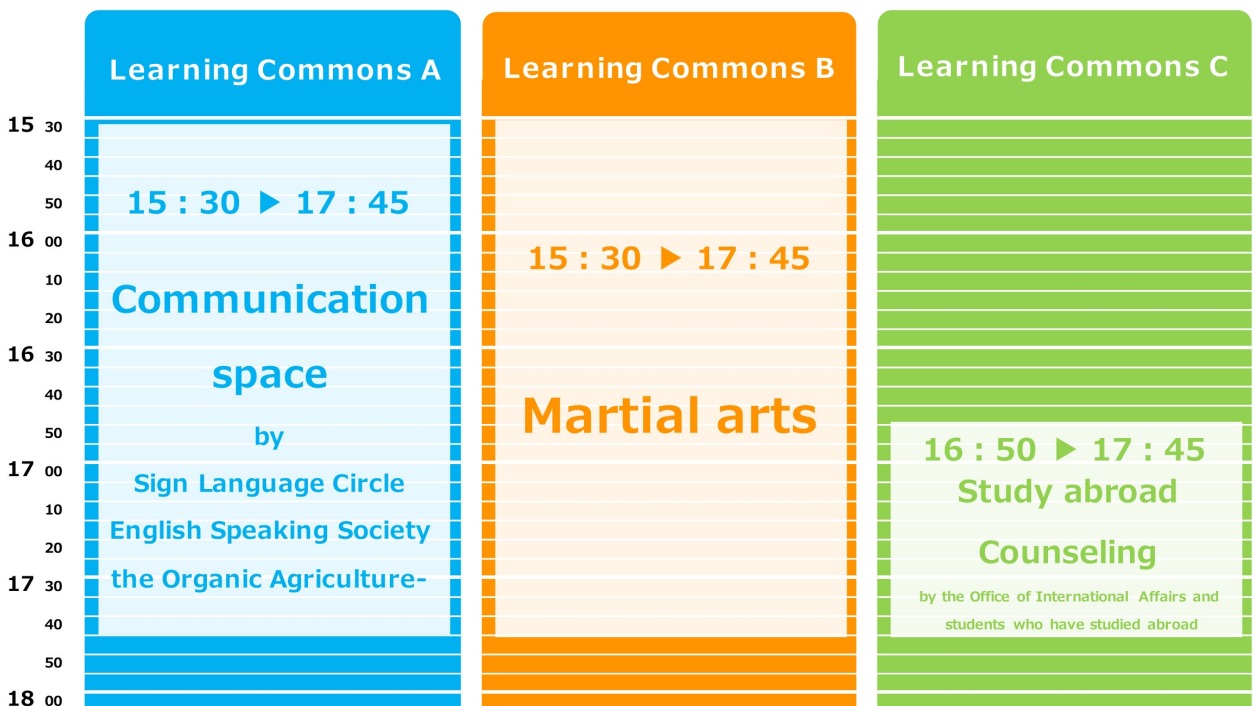 Learning Commons A
Learning Commons B
Learning Commons C
15 30
40
50
16 00
10
20
16 30
40
50
17 00
10
20
17 30
40
50
18 00
15 : 30 ▶ 17 : 45
Communication
space
by
Sign Language Circle
English Speaking Society
the Organic Agriculture-
15 : 30 ▶ 17 : 45
Martial arts
16 : 50 ▶ 17 : 45
Study abroad
Counseling
by the Office of International Affairs and
students who have studied abroad